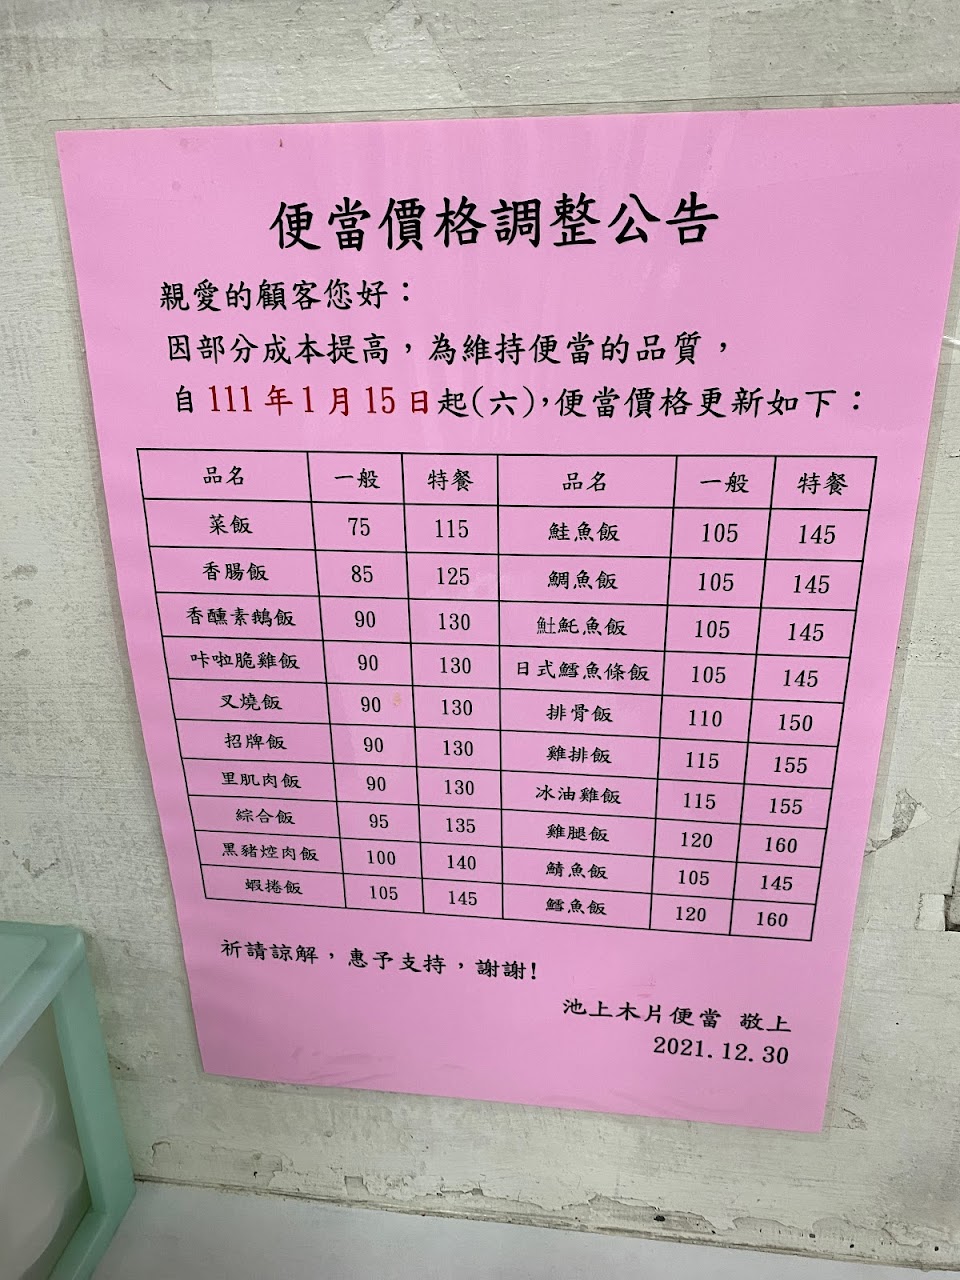 便當價格調整公告
親愛的顧客您好：
因部分成本提高，為維持便當的品質，
自111年1月15日起(六),便當價格更新如下：
品名 一般 特餐 品名 一般 特餐
菜飯 75 115 鮭魚飯 105 145
香腸飯 85 125 鯛魚飯 105 145
香醺素鵝飯 90 130 魠魠魚飯 105 145
咔啦脆雞飯 90 130 日式鱈魚條飯 105 145
叉燒飯 90 130 排骨飯 110 150
招牌飯 90 130 雞排飯 115 155
里肌肉飯 90 130 冰油雞飯 115 155
綜合飯 95 135 雞腿飯 120 160
黑豬焢肉飯 100 140 鯖魚飯 105 145
蝦捲飯 105 145 鱈魚飯 120 160
祈請諒解，惠予支持，謝謝!
池上木片便當 敬上
2021.12.30